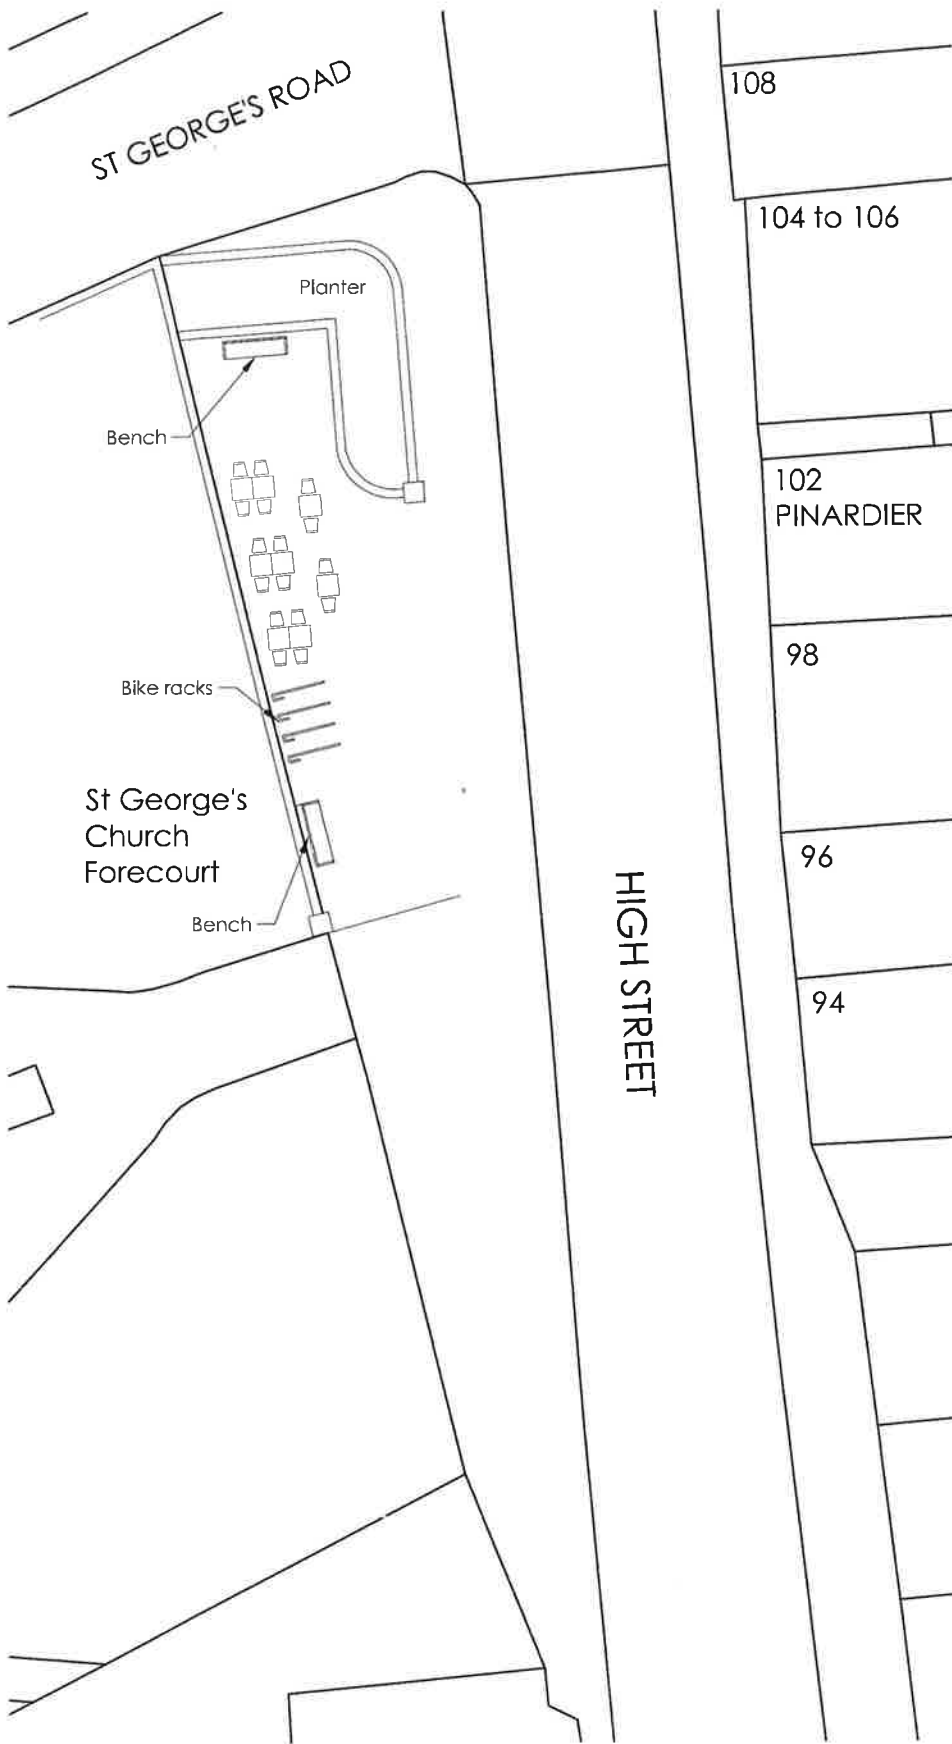 ST GEORGE'S ROAD
108
104 to 106
Planter
Bench
102
PINARDIER
98
Bike racks
St George's
Church
Forecourt
96
HIGH STREET
Bench
94